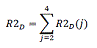 R2_D = \sum_{j=2}^{4} R2_D(j)